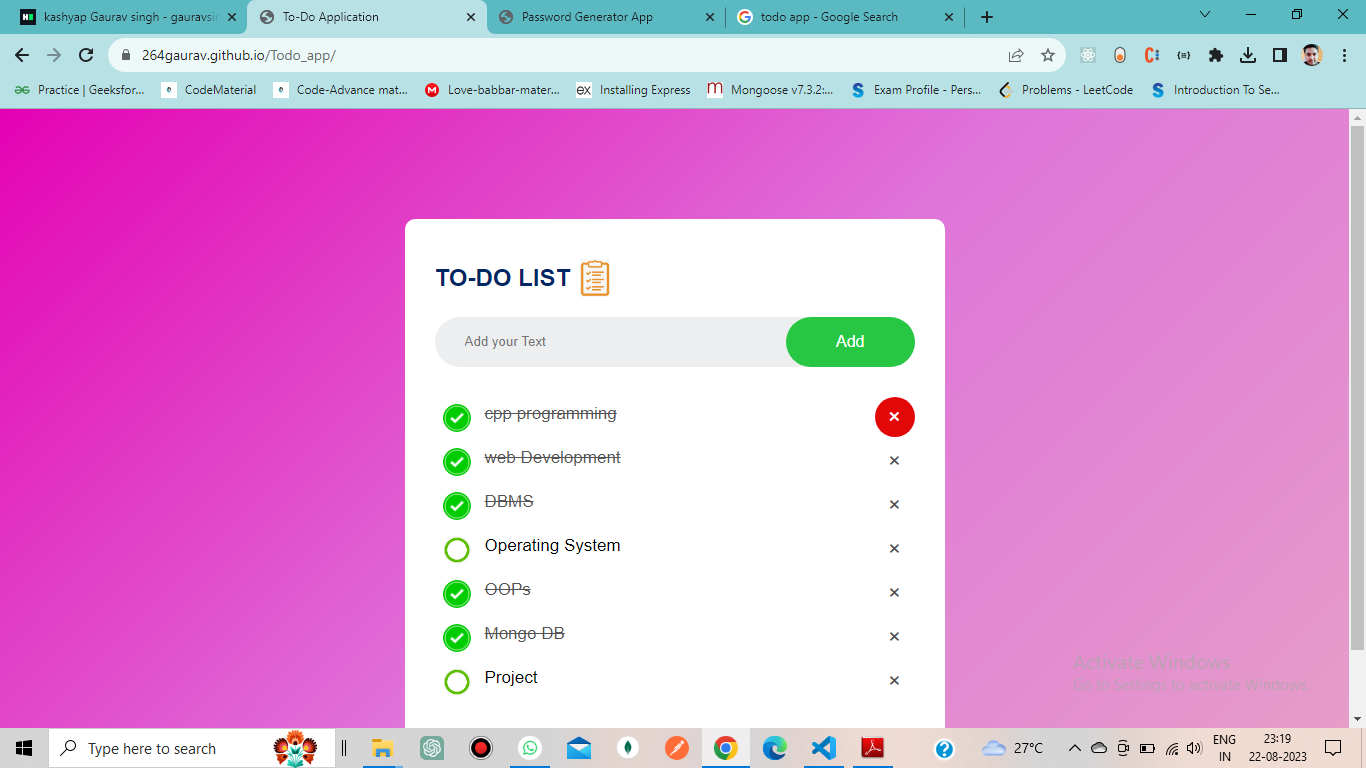 kashyap Gaurav singh - gauravsin
To-Do Application
Password Generator App
todo app - Google Search
264gaurav.github.io/Todo_app/
Practice | Geeksfor...
CodeMaterial
Code-Advance mat...
Love-babbar-mater...
Installing Express
Mongoose v7.3.2:...
Exam Profile - Pers...
Problems - LeetCode
Introduction To Se...
TO-DO LIST
Add your Text
Add
cpp programming
web Development
DBMS
Operating System
OOPs
Mongo DB
Project
Activate Windows
Go to Settings to activate Windows.
Type here to search
27°C
ENG
IN
23:19
22-08-2023